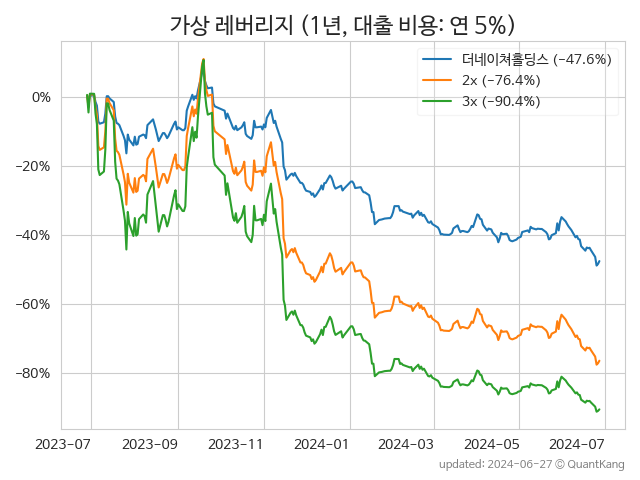 가상 레버리지 (1년, 대출 비용: 연 5%)
더네이쳐홀딩스 (−47.6%)
2x (−76.4%)
3x (−90.4%)
0%
−20%
−40%
−60%
−80%
2023-07 2023-09 2023-11 2024-01 2024-03 2024-05 2024-07
updated: 2024-06-27 © QuantKang